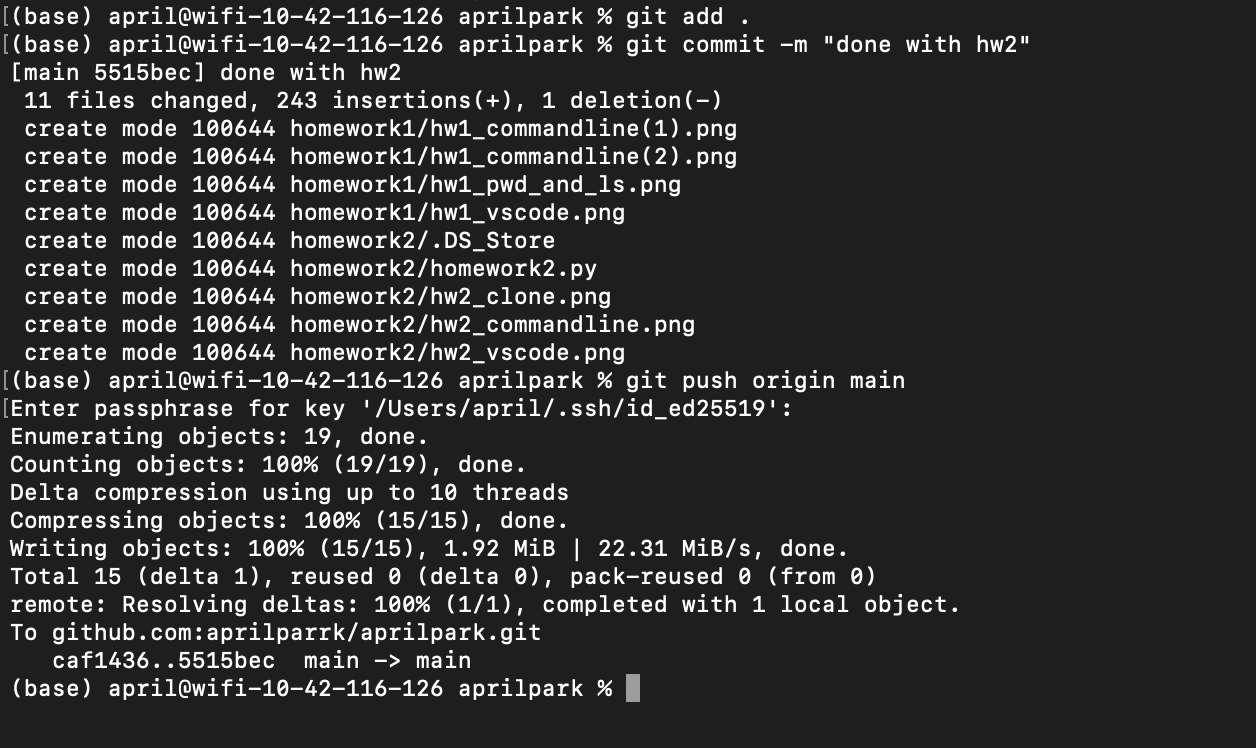 [(base) april@wifi-10-42-116-126 aprilpark % git add .
[(base) april@wifi-10-42-116-126 aprilpark % git commit -m "done with hw2"
[main 5515bec] done with hw2
 11 files changed, 243 insertions(+), 1 deletion(-)
 create mode 100644 homework1/hw1_commandline(1).png
 create mode 100644 homework1/hw1_commandline(2).png
 create mode 100644 homework1/hw1_pwd_and_ls.png
 create mode 100644 homework1/hw1_vscode.png
 create mode 100644 homework2/.DS_Store
 create mode 100644 homework2/homework2.py
 create mode 100644 homework2/hw2_clone.png
 create mode 100644 homework2/hw2_commandline.png
 create mode 100644 homework2/hw2_vscode.png
[(base) april@wifi-10-42-116-126 aprilpark % git push origin main
[Enter passphrase for key '/Users/april/.ssh/id_ed25519':
Enumerating objects: 19, done.
Counting objects: 100% (19/19), done.
Delta compression using up to 10 threads
Compressing objects: 100% (15/15), done.
Writing objects: 100% (15/15), 1.92 MiB | 22.31 MiB/s, done.
Total 15 (delta 1), reused 0 (delta 0), pack-reused 0 (from 0)
remote: Resolving deltas: 100% (1/1), completed with 1 local object.
To github.com:aprilparrk/aprilpark.git
   caf1436..5515bec  main -> main
(base) april@wifi-10-42-116-126 aprilpark %